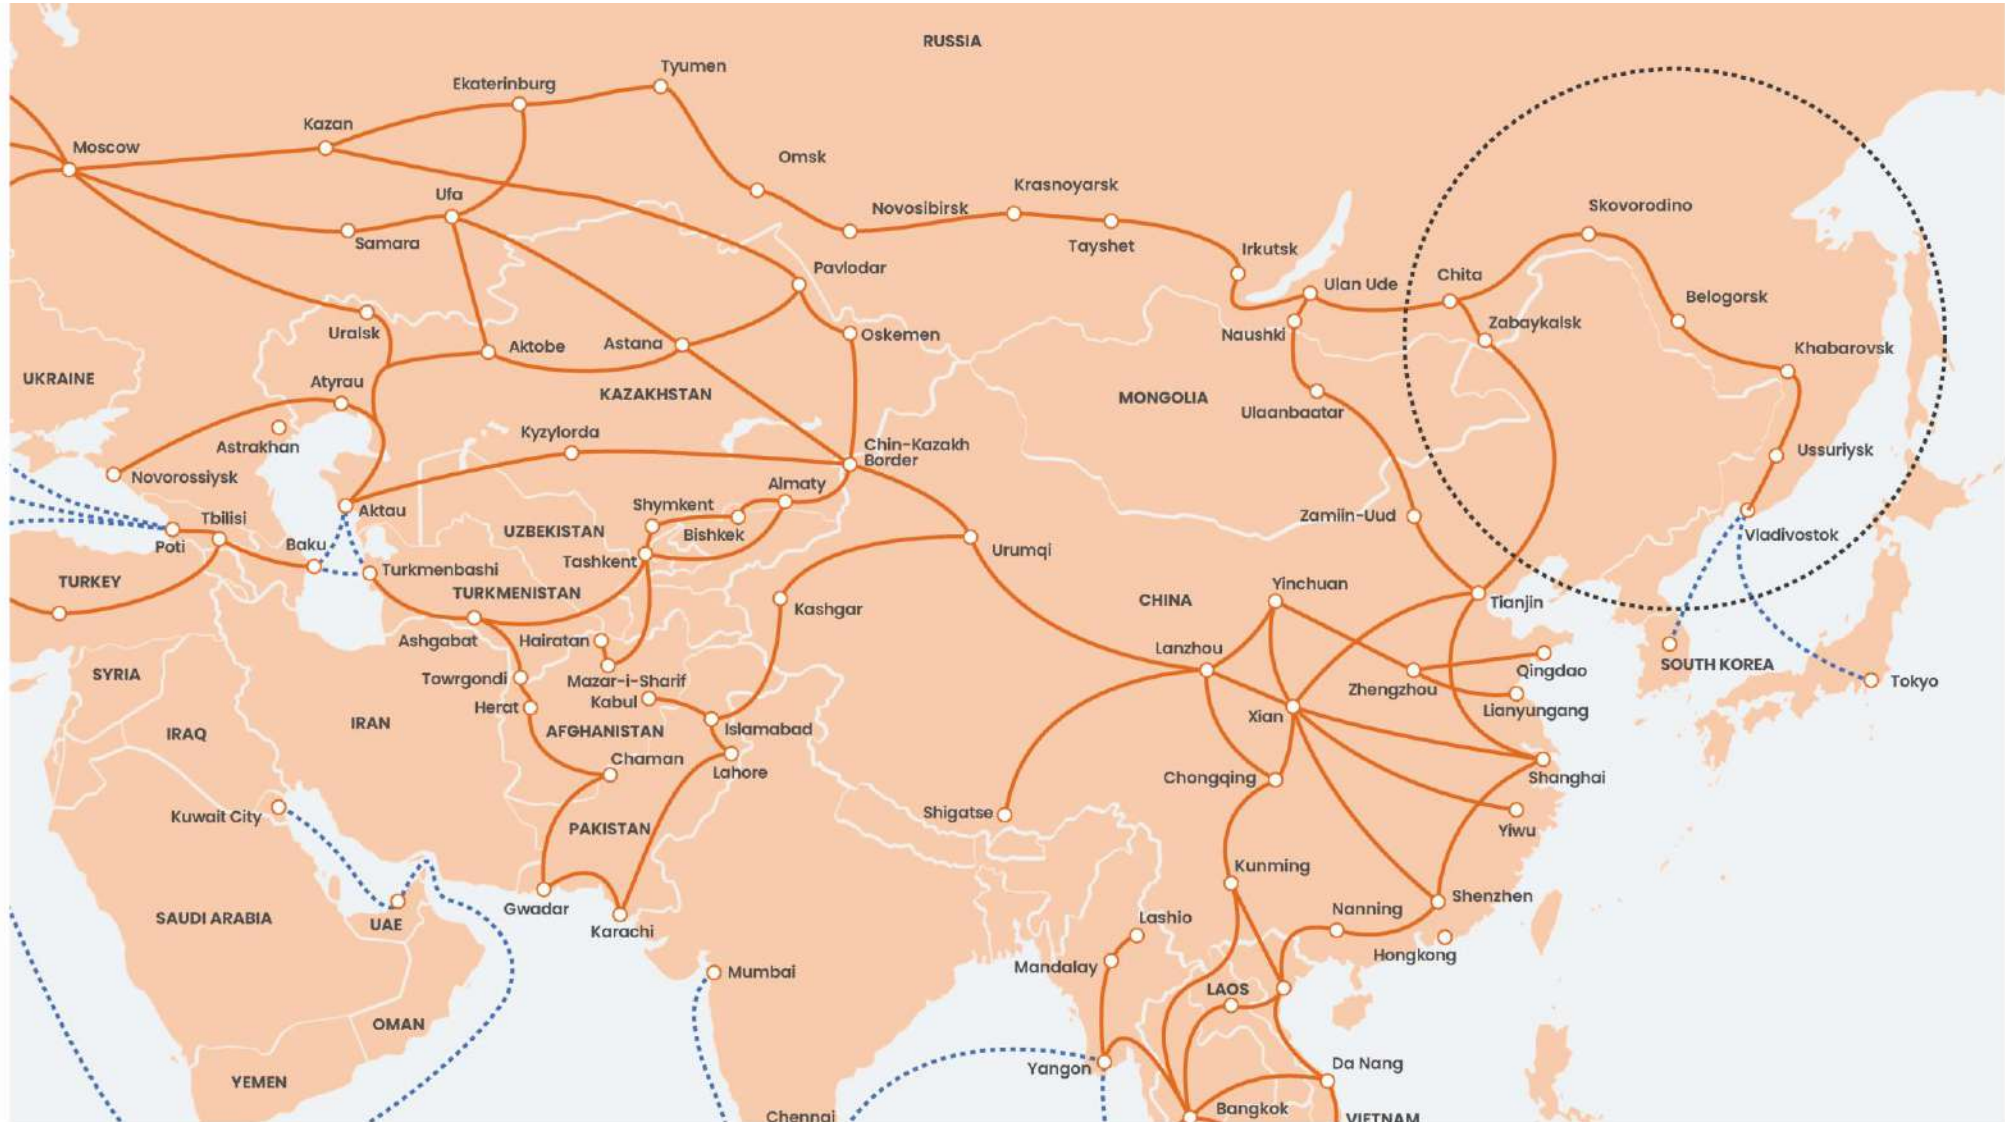 RUSSIA
Tyumen
Ekaterinburg
Kazan
Moscow
Omsk
Krasnoyarsk
Ufa
Novosibirsk
Skovorodino
Samara
Tayshet
Irkutsk
Pavlodar
Chita
Ulan Ude
Belogorsk
Uralsk
Zabaykalsk
Oskemen
Naushki
Aktobe
Astana
Khabarovsk
UKRAINE
Atyrau
KAZAKHSTAN
MONGOLIA
Ulaanbaatar
Kyzylorda
Astrakhan
Chin-Kazakh
Border
Ussuriysk
Novorossiysk
Almaty
Shymkent
Aktau
Tbilisi
Zamiin-Uud
UZBEKISTAN
Bishkek
Vladivostok
Poti
Baku
Urumqi
Tashkent
Turkmenbashi
TURKEY
TURKMENISTAN
Yinchuan
CHINA
Tianjin
Kashgar
Ashgabat
Hairatan
Lanzhou
SOUTH KOREA
Qingdao
SYRIA
Towrgondi
Mazar-i-Sharif
Tokyo
Zhengzhou
Kabul
Herat
Lianyungang
Xian
IRAN
Islamabad
AFGHANISTAN
IRAQ
Chaman
Lahore
Chongqing
Shanghai
Shigatse
Kuwait City
PAKISTAN
Yiwu
Kunming
Shenzhen
Gwadar
Nanning
Lashio
SAUDI ARABIA
UAE
Karachi
Hongkong
Mandalay
Mumbai
LAOS
OMAN
Da Nang
Yangon
YEMEN
Bangkok
Chennai
VIETNAM